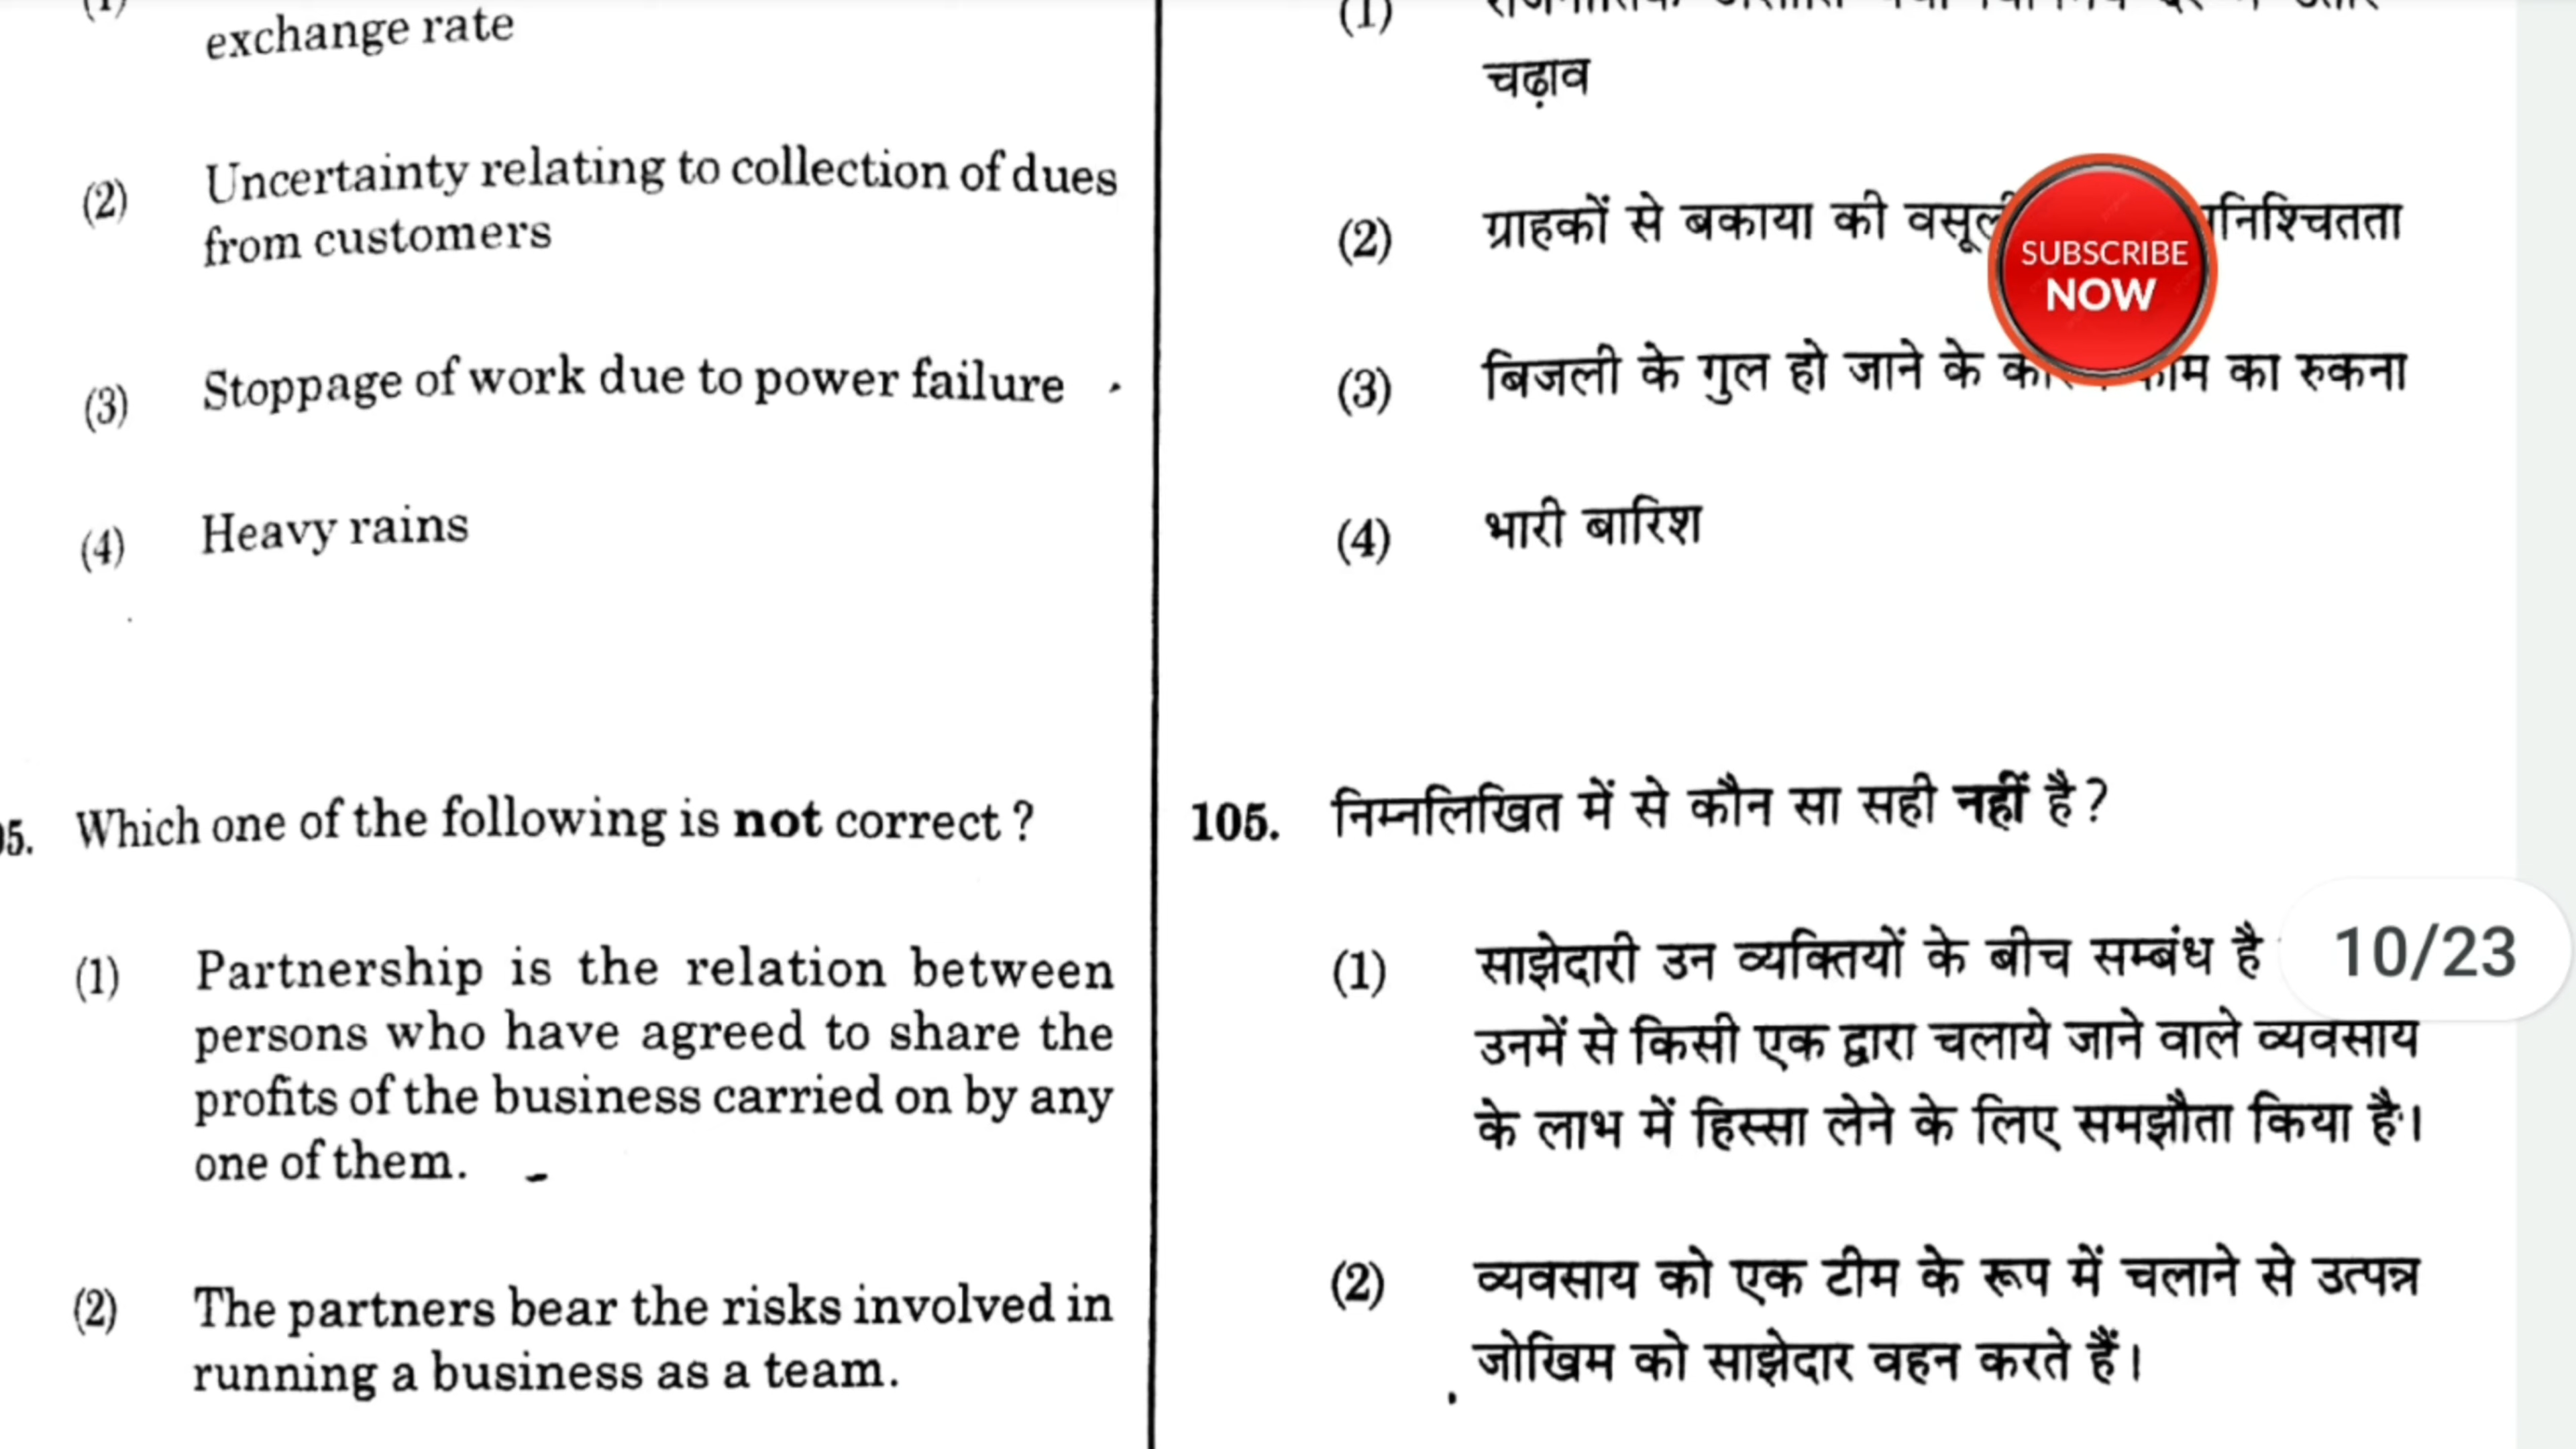 exchange rate
(2) Uncertainty relating to collection of dues
from customers
(3) Stoppage of work due to power failure
(4) Heavy rains
05. Which one of the following is not correct ?
(1) Partnership is the relation between
persons who have agreed to share the
profits of the business carried on by any
one of them.
(2) The partners bear the risks involved in
running a business as a team.
(1)
चढ़ाव
(2) ग्राहकों से बकाया की
(3) बिजली के गुल हो जाने के का रुकना
(4) भारी बारिश
105. निम्नलिखित में से कौन सा सही नहीं है ?
(1) साझेदारी उन व्यक्तियों के बीच सम्बंध है
उनमें से किसी एक द्वारा चलाये जाने वाले व्यवसाय
के लाभ में हिस्सा लेने के लिए समझौता किया है।
(2) व्यवसाय को एक टीम के रूप में चलाने से उत्पन्न
जोखिम को साझेदार वहन करते हैं।
SUBSCRIBE
NOW
10/23